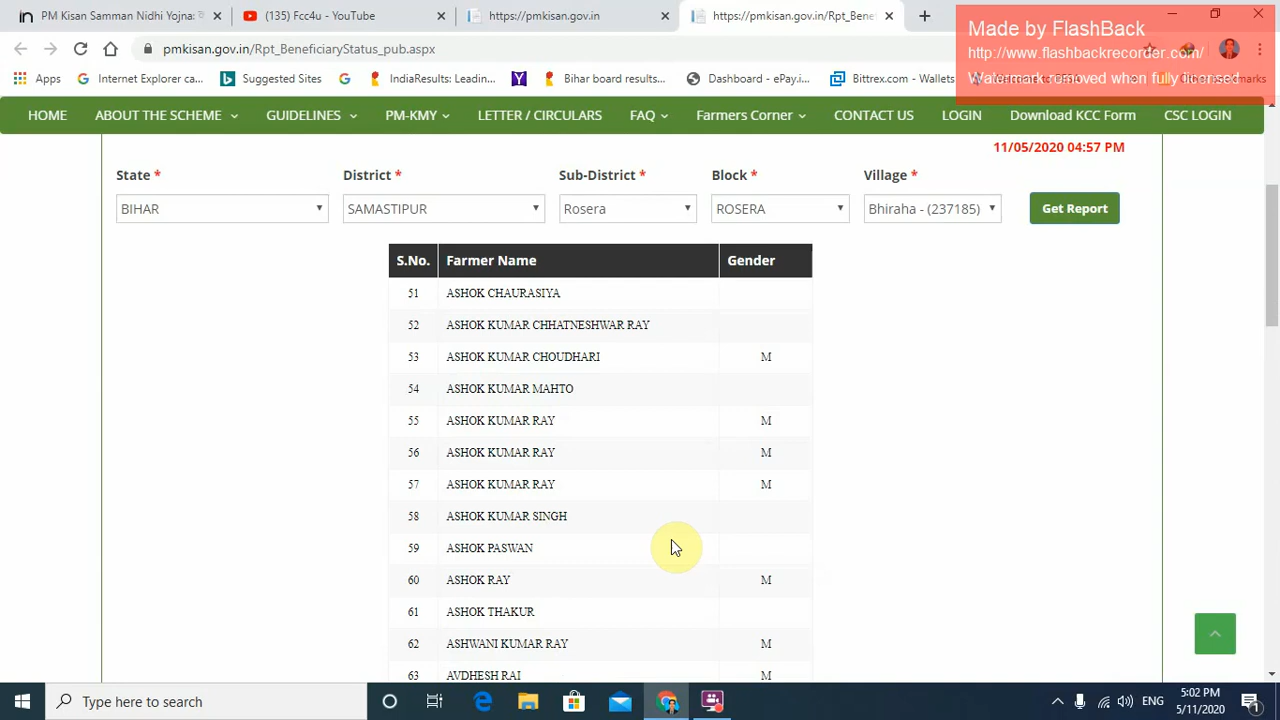 PM Kisan Samman Nidhi Yojna: ×
(135) Fcc4u - YouTube ×
http://pmkisan.gov.in ×
https://pmkisan.gov.in/Rpt_Bene ×
Made by FlashBack
http://www.flashbackrecorder.com/
Watermark removed when fully licensed
pmkisan.gov.in/Rpt_BeneficiaryStatus_pub.aspx
Apps
Internet Explorer ca...
Suggested Sites
IndiaResults: Leadin...
Bihar board results...
Dashboard - ePay.i...
Bittrex.com - Wallets
HOME
ABOUT THE SCHEME
GUIDELINES
PM-KMY
LETTER / CIRCULARS
FAQ
Farmers Corner
CONTACT US
LOGIN
Download KCC Form
CSC LOGIN
11/05/2020 04:57 PM
State * District * Sub-District * Block * Village *
BIHAR SAMASTIPUR Rosera ROSERA Bhiraha - (237185) Get Report
S.No. Farmer Name Gender
51 ASHOK CHAURASIYA
52 ASHOK KUMAR CHHATNESHWAR RAY
53 ASHOK KUMAR CHOUDHARI M
54 ASHOK KUMAR MAHTO
55 ASHOK KUMAR RAY M
56 ASHOK KUMAR RAY M
57 ASHOK KUMAR RAY M
58 ASHOK KUMAR SINGH
59 ASHOK PASWAN
60 ASHOK RAY M
61 ASHOK THAKUR
62 ASHWANI KUMAR RAY M
63 AVDHESH RAI M
Type here to search
ENG
5:02 PM
5/11/2020